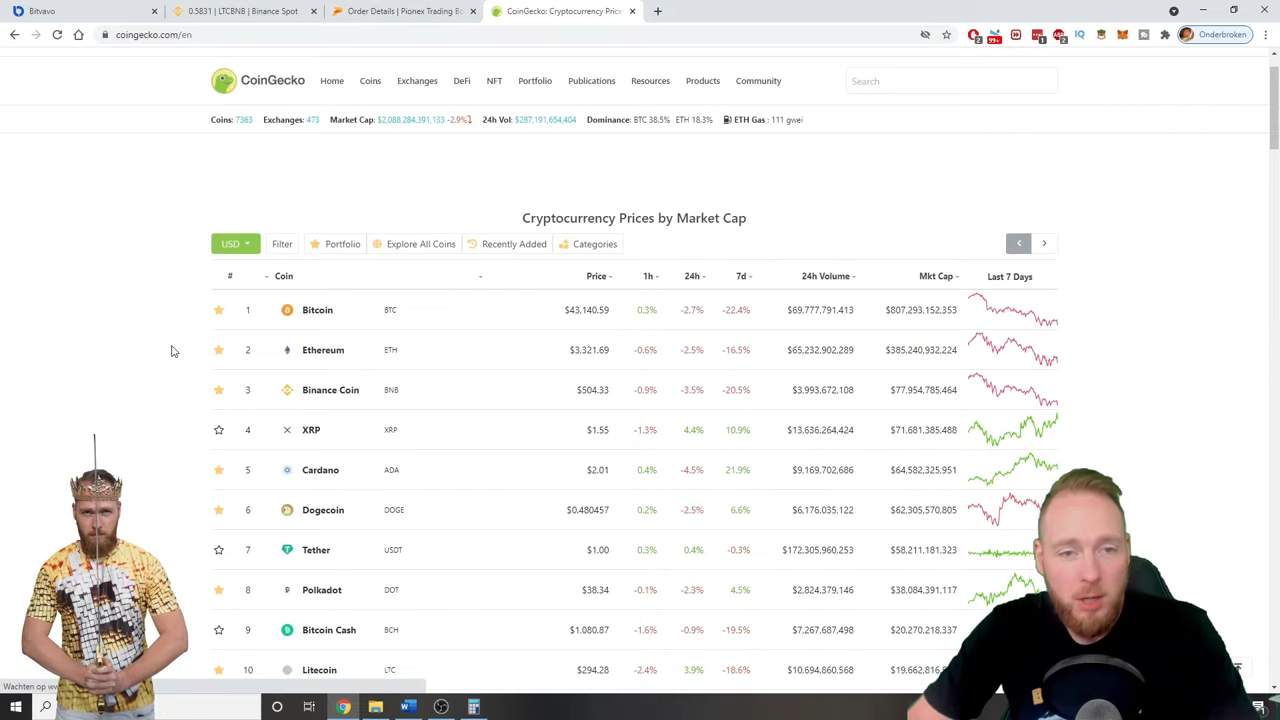 Bitvavo
0.5831 | LTCBNB | Binance Spot
Order Details | Pionex Trading Bo
CoinGecko: Cryptocurrency Price
coingecko.com/en
2 99+ 1 2 IQ Onderbroken
CoinGecko Home Coins Exchanges DeFi NFT Portfolio Publications Resources Products Community Search
Coins: 7363 Exchanges: 473 Market Cap: $2,088,284,391,133 -2.9% 24h Vol: $287,191,654,404 Dominance: BTC 38.5% ETH 18.3% ETH Gas : 111 gwei
Cryptocurrency Prices by Market Cap
USD Filter Portfolio Explore All Coins Recently Added Categories
# Coin Price 1h 24h 7d 24h Volume Mkt Cap Last 7 Days
1 Bitcoin BTC $43,140.59 0.3% -2.7% -22.4% $69,777,791,413 $807,293,152,353
2 Ethereum ETH $3,321.69 -0.6% -2.5% -16.5% $65,232,902,289 $385,240,932,224
3 Binance Coin BNB $504.33 -0.9% -3.5% -20.5% $3,993,672,108 $77,954,785,464
4 XRP XRP $1.55 -1.3% 4.4% 10.9% $13,636,264,424 $71,681,385,488
5 Cardano ADA $2.01 0.4% -4.5% 21.9% $9,169,702,686 $64,582,325,951
6 Dogecoin DOGE $0.480457 0.2% -2.5% 6.6% $6,176,035,122 $62,305,570,805
7 Tether USDT $1.00 0.3% 0.4% -0.3% $172,305,960,253 $58,211,181,323
8 Polkadot DOT $38.34 -0.1% -2.3% 4.5% $2,824,379,146 $38,084,391,117
9 Bitcoin Cash BCH $1,080.87 -1.6% -0.9% -19.5% $7,267,687,498 $20,270,218,337
10 Litecoin LTC $294.28 -2.4% 3.9% -18.6% $10,694,860,568
Wachten op